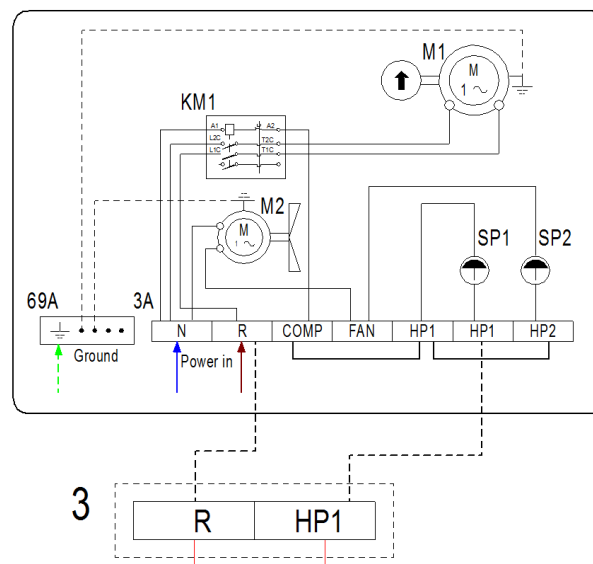 M1
M
1
KM1
A1 A2
L2C T2C
L1C T1C
M2
M
1
SP1 SP2
69A 3A
N R COMP FAN HP1 HP1 HP2
Ground Power in
3
R HP1